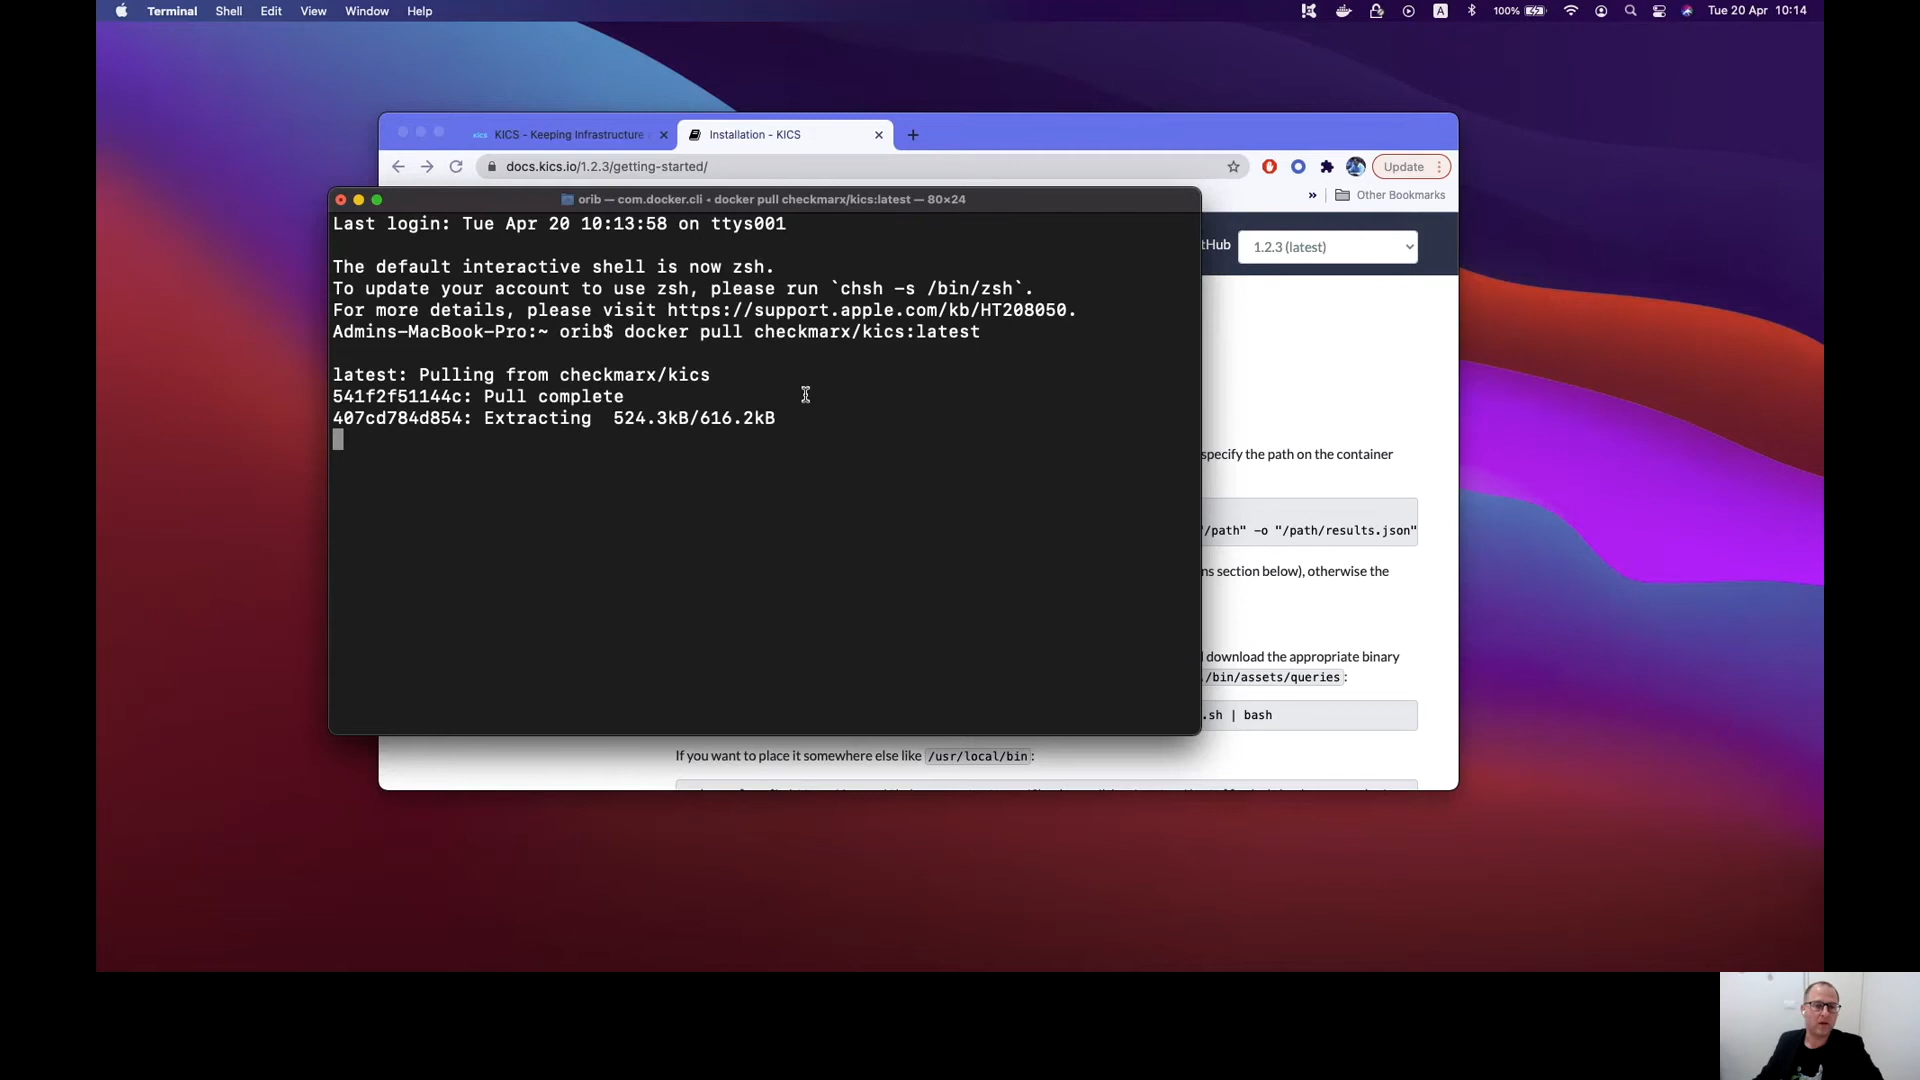 Terminal Shell Edit View Window Help
A 100% Tue 20 Apr 10:14
kics KICS - Keeping Infrastructure
Installation - KICS
docs.kics.io/1.2.3/getting-started/
Update
» Other Bookmarks
orib — com.docker.cli ◂ docker pull checkmarx/kics:latest — 80×24
tHub 1.2.3 (latest)
Last login: Tue Apr 20 10:13:58 on ttys001
The default interactive shell is now zsh.
To update your account to use zsh, please run `chsh -s /bin/zsh`.
For more details, please visit https://support.apple.com/kb/HT208050.
Admins-MacBook-Pro:~ orib$ docker pull checkmarx/kics:latest
latest: Pulling from checkmarx/kics
541f2f51144c: Pull complete
407cd784d854: Extracting 524.3kB/616.2kB
specify the path on the container
/path" -o "/path/results.json"
ns section below), otherwise the
download the appropriate binary
/bin/assets/queries:
.sh | bash
If you want to place it somewhere else like /usr/local/bin: